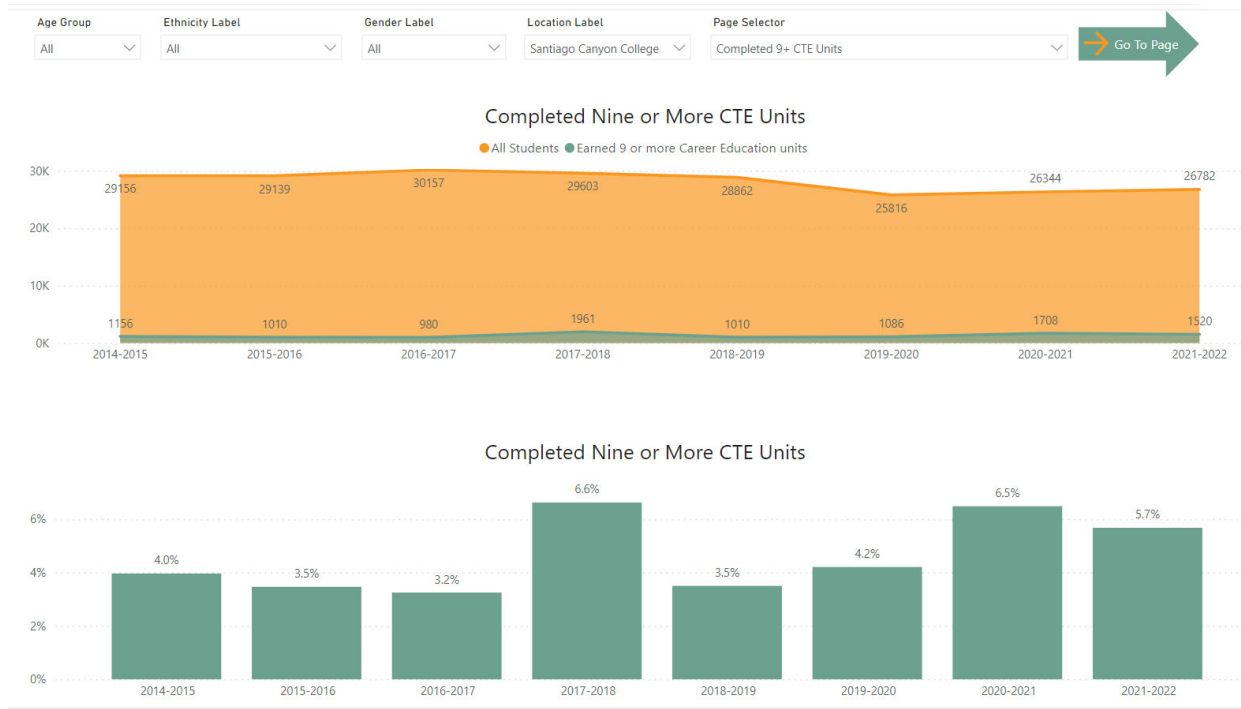 Age Group Ethnicity Label Gender Label Location Label Page Selector
All All All Santiago Canyon College Completed 9+ CTE Units Go To Page
Completed Nine or More CTE Units
All Students Earned 9 or more Career Education units
30K
29156 29139 30157 29603 28862 25816 26344 26782
20K
10K
1156 1010 980 1961 1010 1086 1708 1520
0K
2014-2015 2015-2016 2016-2017 2017-2018 2018-2019 2019-2020 2020-2021 2021-2022
Completed Nine or More CTE Units
4.0% 3.5% 3.2% 6.6% 3.5% 4.2% 6.5% 5.7%
6%
4%
2%
0%
2014-2015 2015-2016 2016-2017 2017-2018 2018-2019 2019-2020 2020-2021 2021-2022